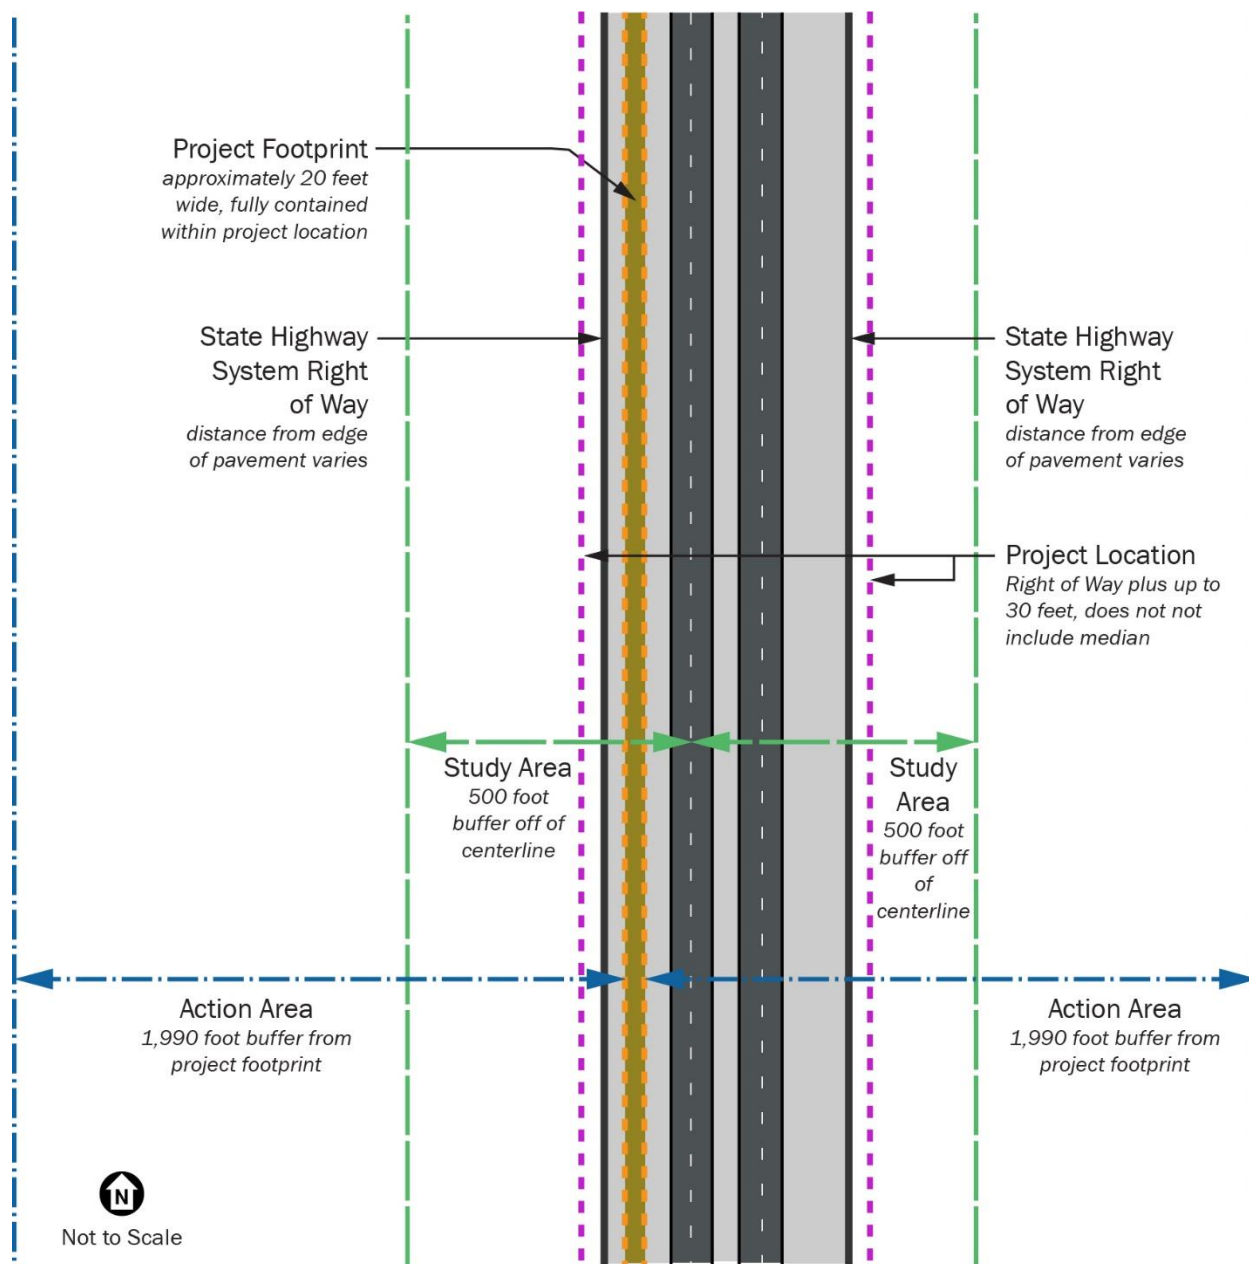 Project Footprint
approximately 20 feet
wide, fully contained
within project location
State Highway
System Right
of Way
distance from edge
of pavement varies
State Highway
System Right
of Way
distance from edge
of pavement varies
Project Location
Right of Way plus up to
30 feet, does not not
include median
Study Area
500 foot
buffer off of
centerline
Study
Area
500 foot
buffer off
of
centerline
Action Area
1,990 foot buffer from
project footprint
Action Area
1,990 foot buffer from
project footprint
N
Not to Scale